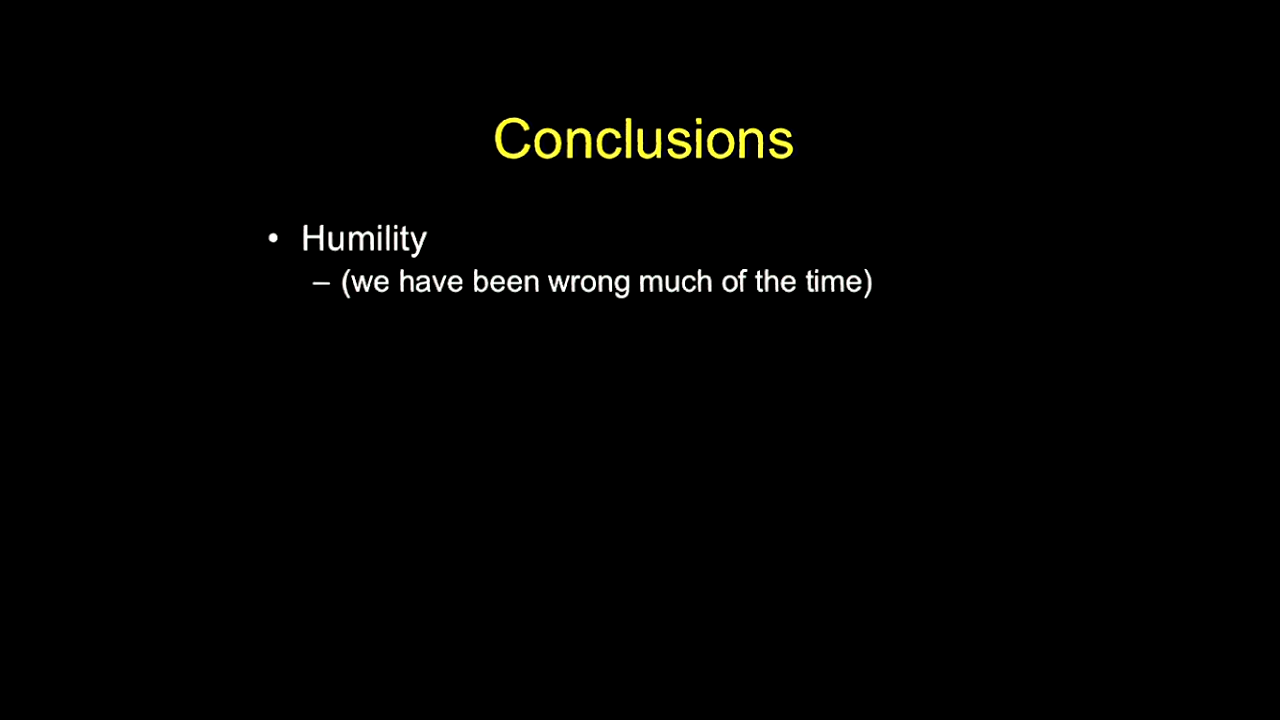 Conclusions
• Humility
– (we have been wrong much of the time)